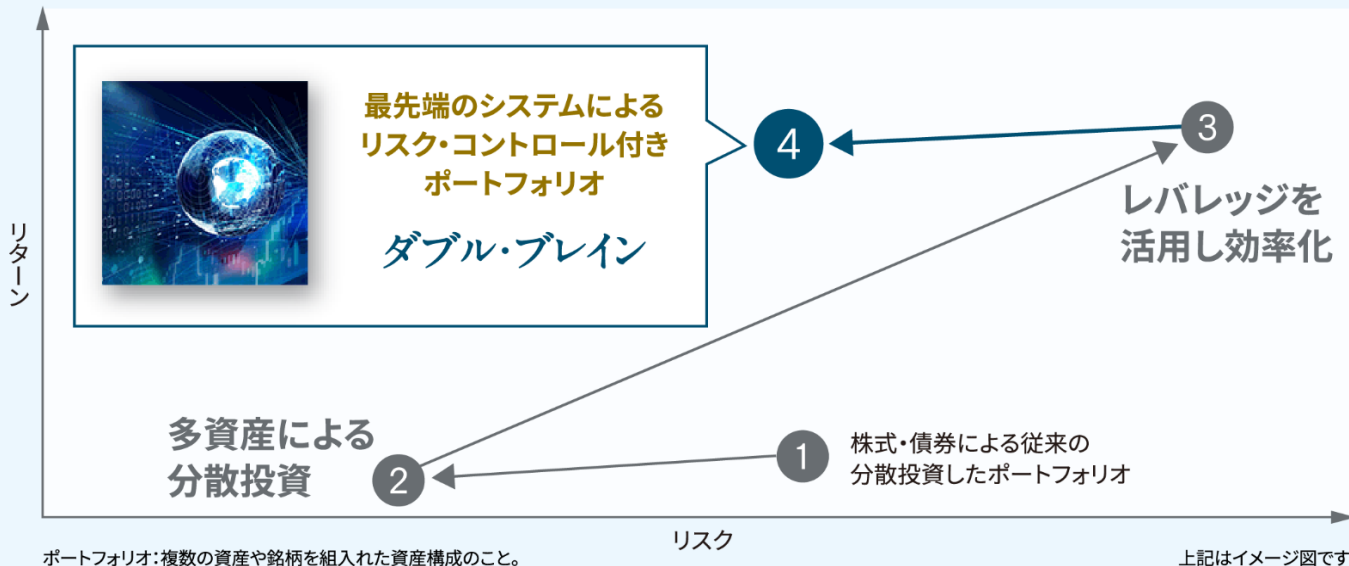 リターン
最先端のシステムによる
リスク・コントロール付き
ポートフォリオ
ダブル・ブレイン
4
3
レバレッジを
活用し効率化
多資産による
分散投資
2
1
株式・債券による従来の
分散投資したポートフォリオ
リスク
ポートフォリオ：複数の資産や銘柄を組入れた資産構成のこと。
上記はイメージ図です